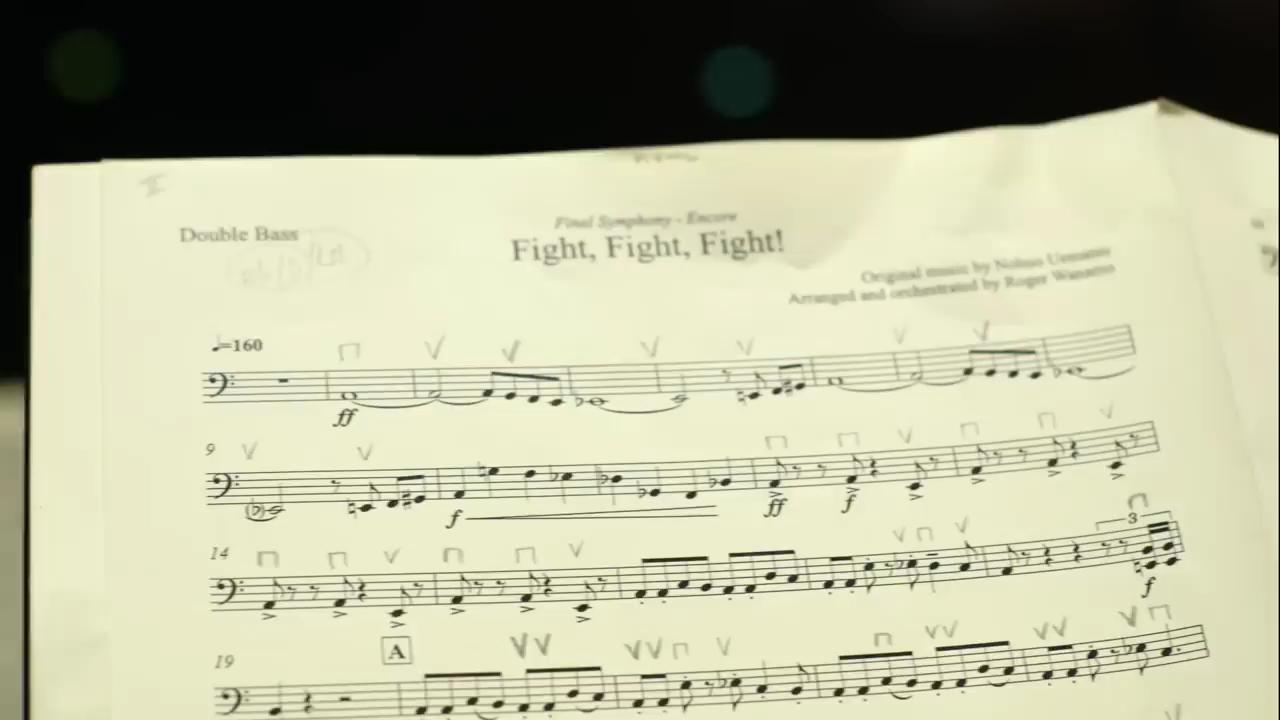 Final Symphony - Encore
Double Bass
Fight, Fight, Fight!
Original music by Nobuo Uematsu
Arranged and orchestrated by Roger Wanamo
♩=160
ff
9
f
ff
f
14
3
f
19
A